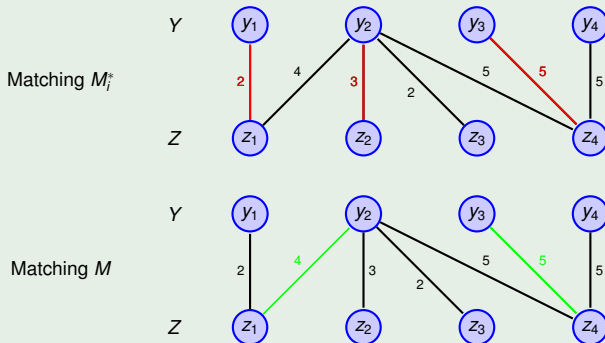 Y y1 y2 y3 y4
Matching M*i 2 4 3 2 5 5 5
Z z1 z2 z3 z4
Y y1 y2 y3 y4
Matching M 2 4 3 2 5 5 5
Z z1 z2 z3 z4